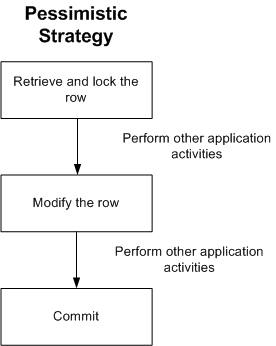 Pessimistic
Strategy
Retrieve and lock the
row
Perform other application
activities
Modify the row
Perform other application
activities
Commit